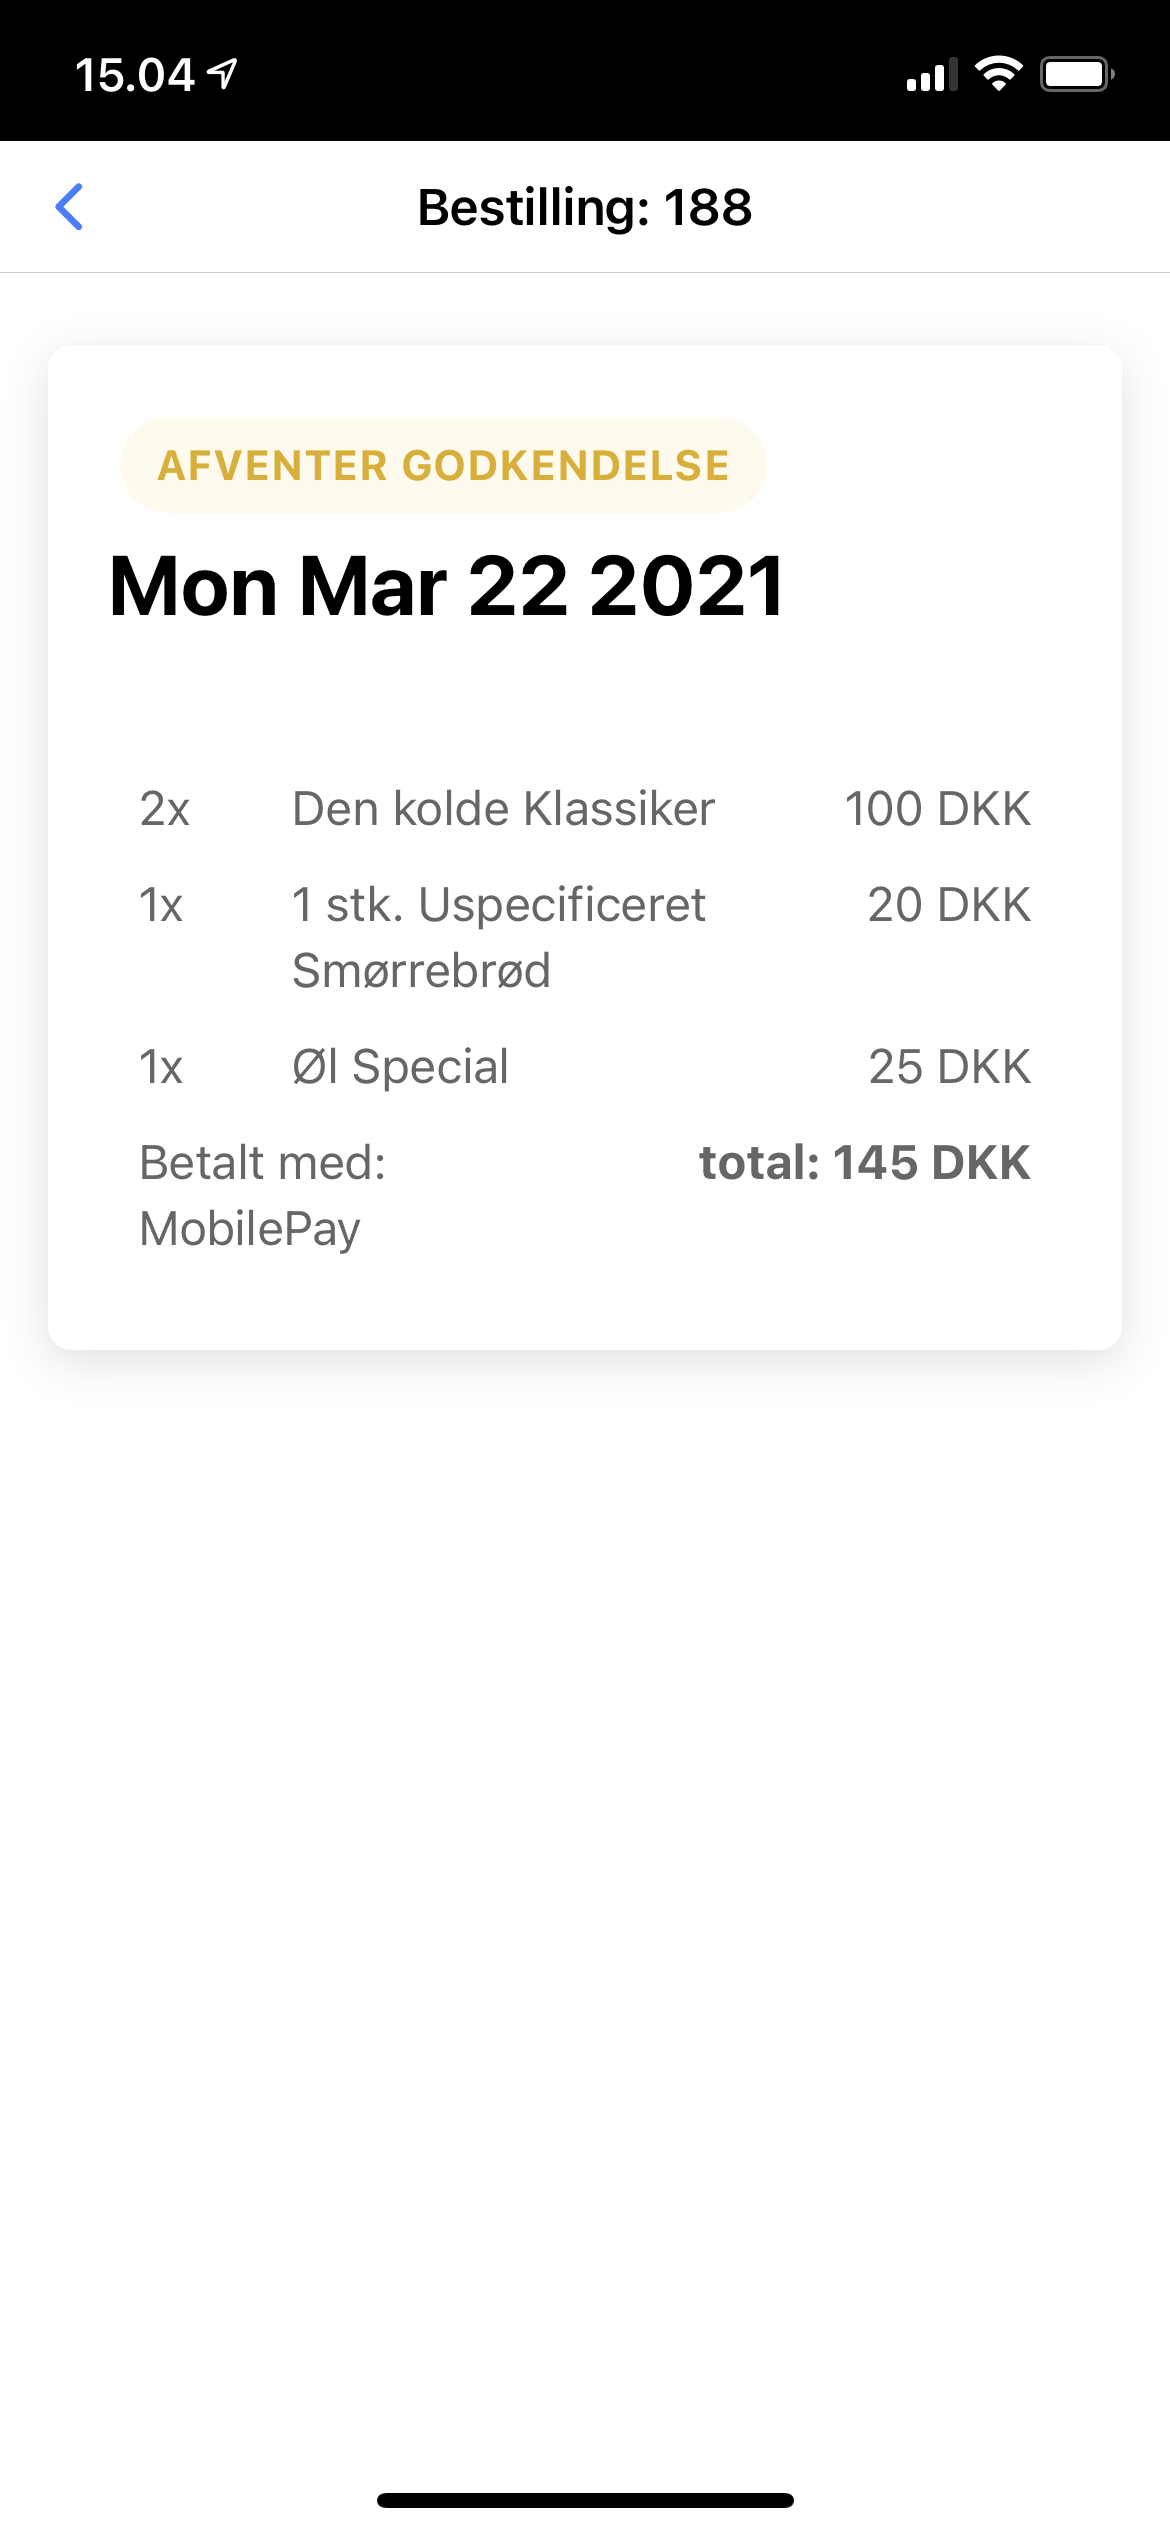 15.04
Bestilling: 188
AFVENTER GODKENDELSE
Mon Mar 22 2021
2x Den kolde Klassiker 100 DKK
1x 1 stk. Uspecificeret 20 DKK
Smørrebrød
1x Øl Special 25 DKK
Betalt med: total: 145 DKK
MobilePay